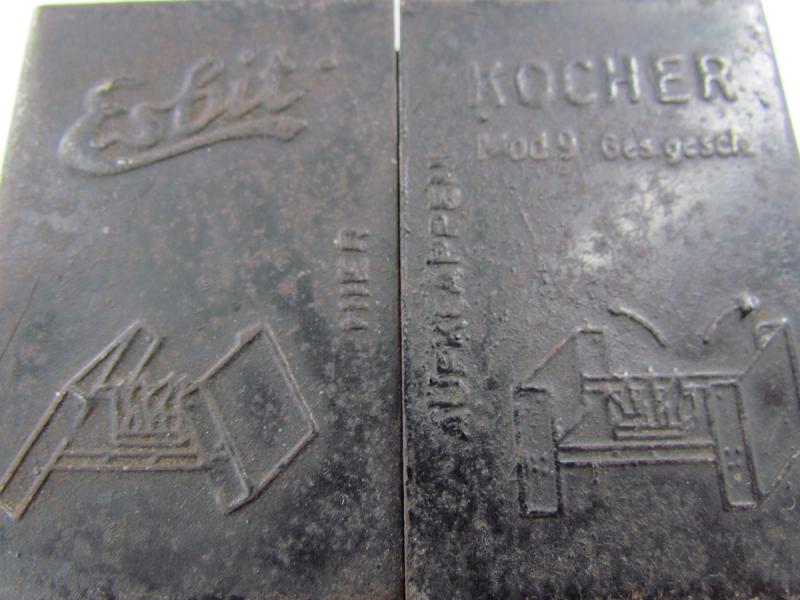 Esbit
KOCHER
Mod.9 Ges.gesch.
HIER
AUFKLAPPEN